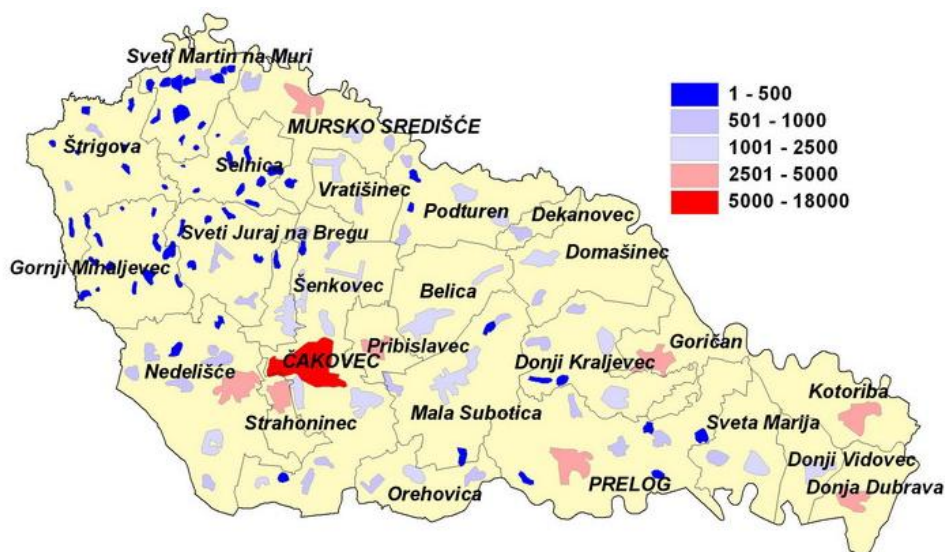 Sveti Martin na Muri
1 - 500
501 - 1000
1001 - 2500
2501 - 5000
5000 - 18000
MURSKO SREDIŠĆE
Štrigova
Selnica
Vratišinec
Podturen
Dekanovec
Sveti Juraj na Bregu
Domašinec
Gornji Mihaljevec
Šenkovec
Belica
Pribislavec
Goričan
ČAKOVEC
Donji Kraljevec
Nedelišće
Kotoriba
Strahoninec
Mala Subotica
Sveta Marija
Donji Vidovec
PRELOG
Donja Dubrava
Orehovica